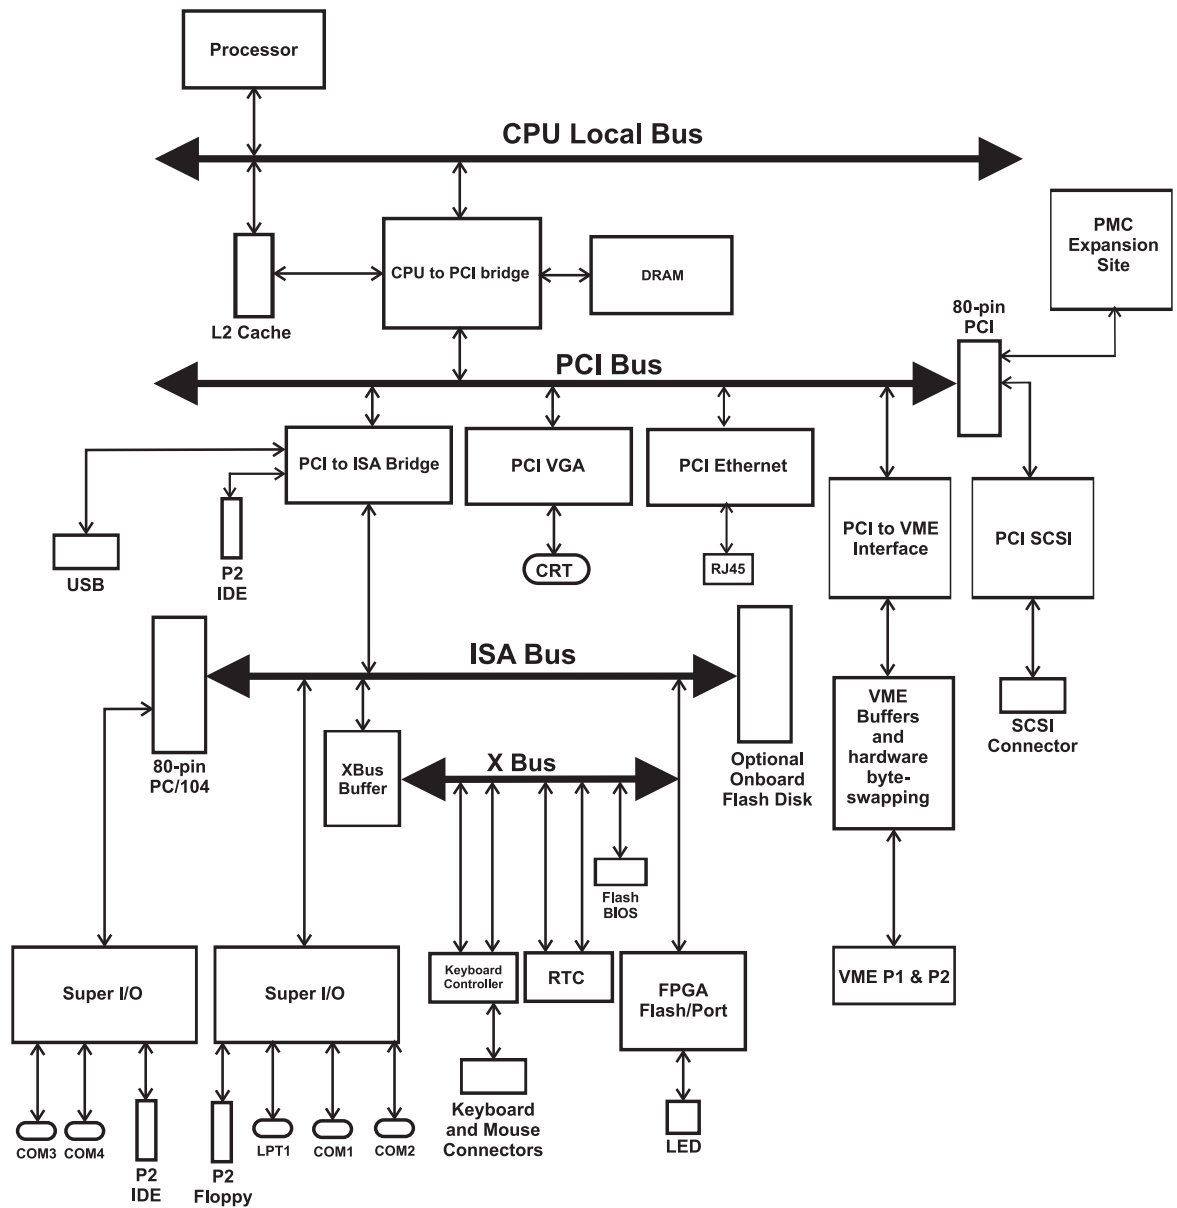 Processor
CPU Local Bus
PMC
Expansion
Site
CPU to PCI bridge
DRAM
L2 Cache
80-pin
PCI
PCI Bus
PCI to ISA Bridge
PCI VGA
PCI Ethernet
PCI to VME
Interface
PCI SCSI
USB
P2
IDE
CRT
RJ45
ISA Bus
VME
Buffers
and
hardware
byte-
swapping
SCSI
Connector
80-pin
PC/104
XBus
Buffer
X Bus
Optional
Onboard
Flash Disk
Flash
BIOS
Super I/O
Super I/O
Keyboard
Controller
RTC
FPGA
Flash/Port
VME P1 & P2
COM3
COM4
P2
IDE
P2
Floppy
LPT1
COM1
COM2
Keyboard
and Mouse
Connectors
LED